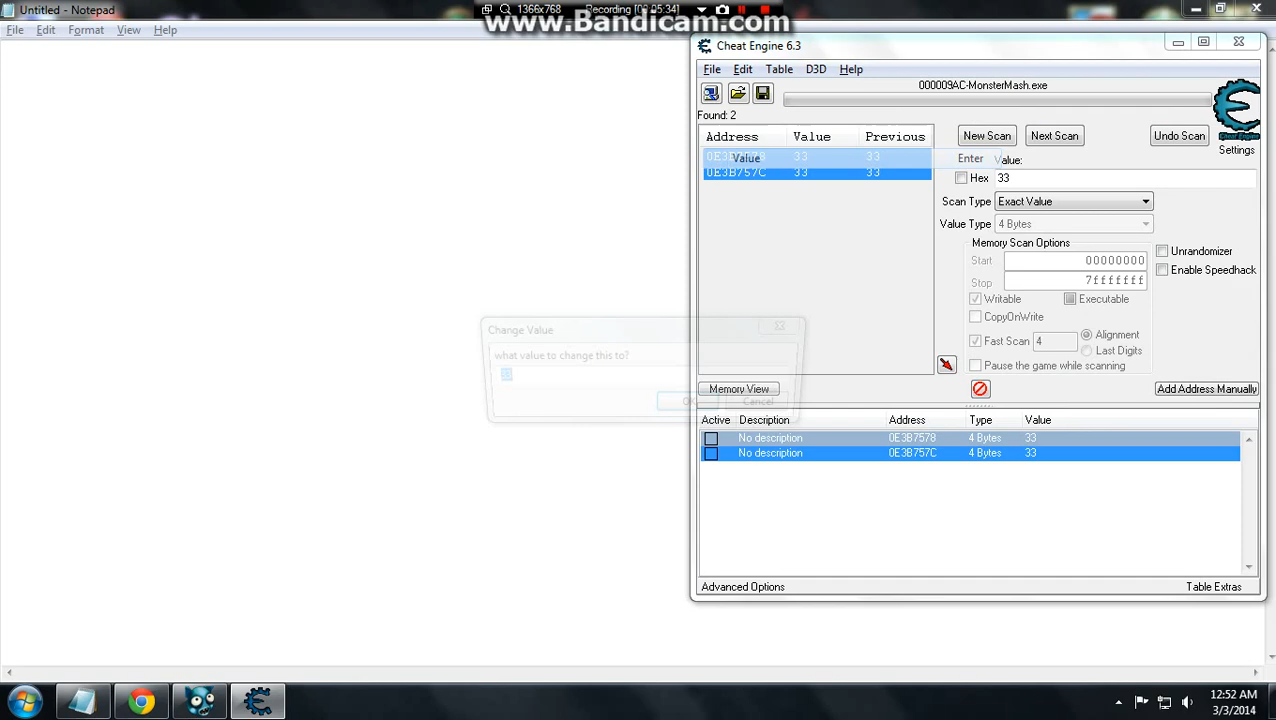 Untitled - Notepad
1366x768
Recording [00:05:34]
www.Bandicam.com
File Edit Format View Help
Cheat Engine 6.3
File Edit Table D3D Help
000009AC-MonsterMash.exe
Found: 2
Address Value Previous
New Scan Next Scan Undo Scan
Settings
33 33
Value Enter
Value:
0E3B757C 33 33
Hex 33
Scan Type Exact Value
Value Type 4 Bytes
Memory Scan Options
Start 00000000
Stop 7fffffff
Unrandomizer
Enable Speedhack
Writable Executable
CopyOnWrite
Fast Scan 4 Alignment
Last Digits
Pause the game while scanning
Change Value
what value to change this to?
33
OK Cancel
Memory View
Add Address Manually
Active Description Address Type Value
No description 0E3B7578 4 Bytes 33
No description 0E3B757C 4 Bytes 33
Advanced Options Table Extras
12:52 AM
3/3/2014